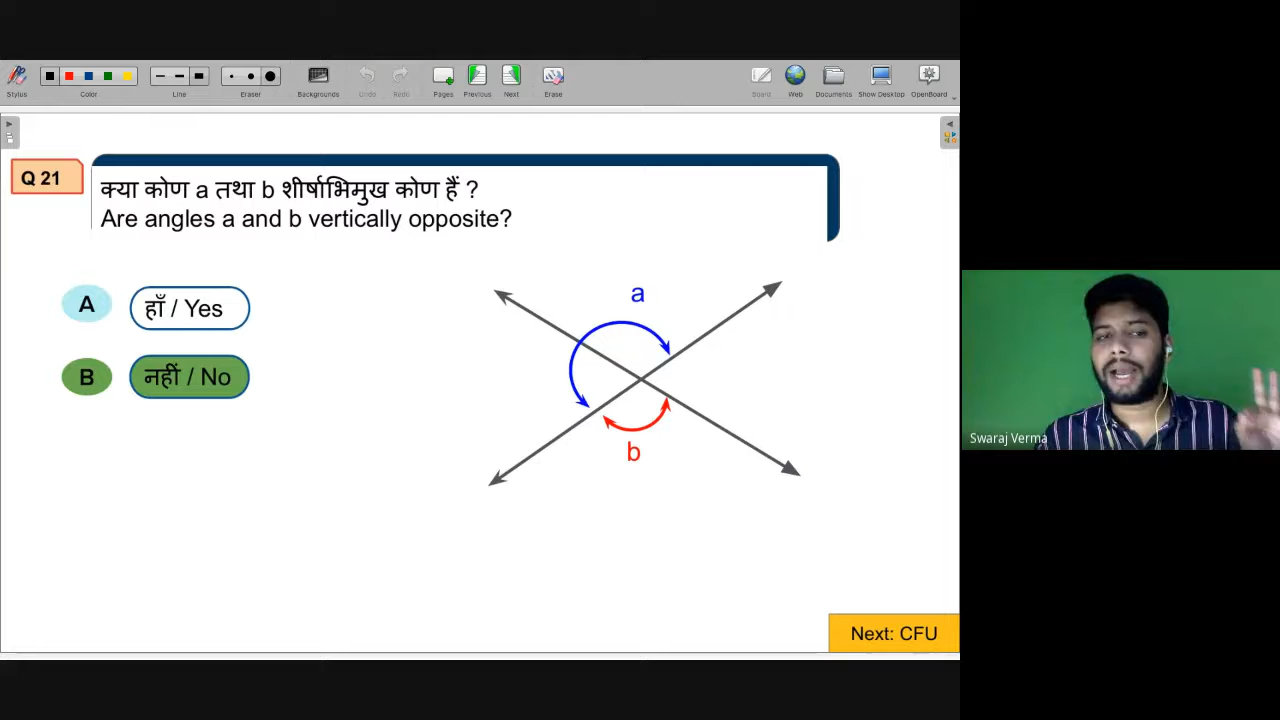 Stylus
Color
Line
Eraser
Backgrounds
Undo
Redo
Pages
Previous
Next
Erase
Board
Web
Documents
Show Desktop
OpenBoard
Q 21
क्या कोण a तथा b शीर्षाभिमुख कोण हैं ?
Are angles a and b vertically opposite?
A
हाँ / Yes
B
नहीं / No
a
b
Swaraj Verma
Next: CFU